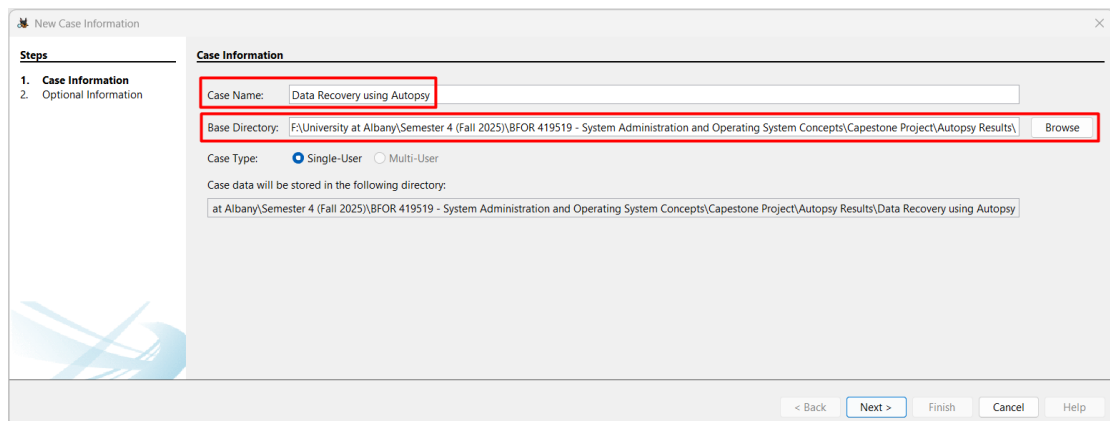 New Case Information
Steps
1. Case Information
2. Optional Information
Case Information
Case Name: Data Recovery using Autopsy
Base Directory: F:\University at Albany\Semester 4 (Fall 2025)\BFOR 419519 - System Administration and Operating System Concepts\Capestone Project\Autopsy Results\ Browse
Case Type: Single-User Multi-User
Case data will be stored in the following directory:
at Albany\Semester 4 (Fall 2025)\BFOR 419519 - System Administration and Operating System Concepts\Capestone Project\Autopsy Results\Data Recovery using Autopsy
< Back Next > Finish Cancel Help